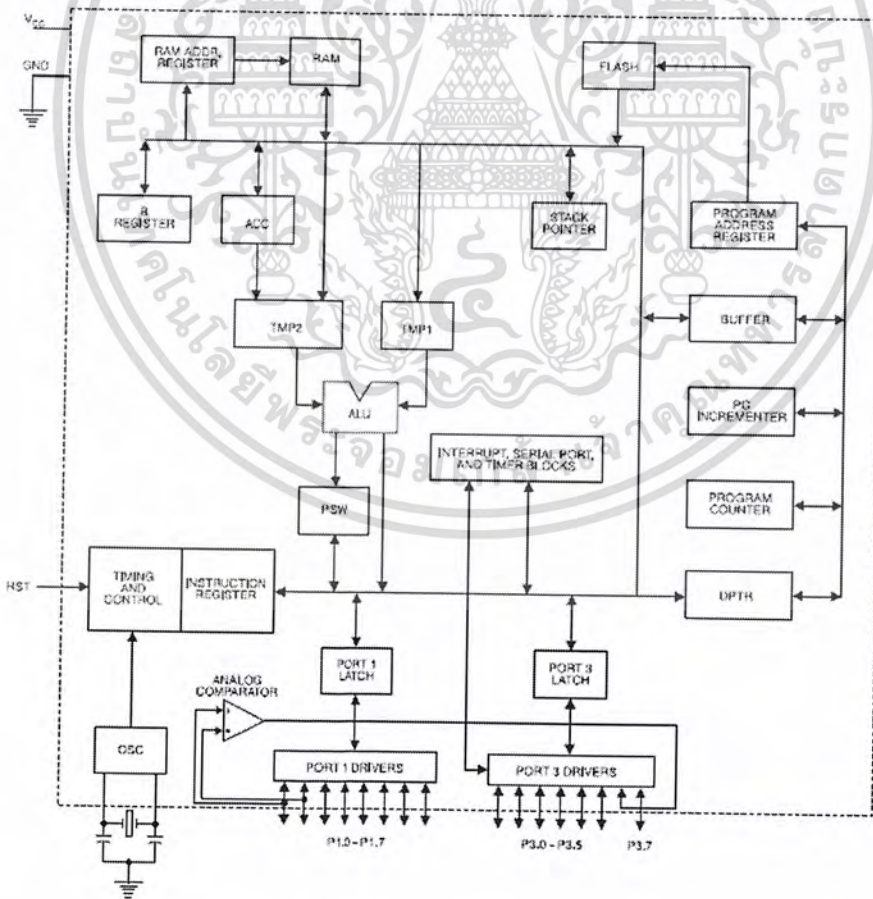 VCC
GND
RAM ADDR.
REGISTER
RAM
FLASH
B
REGISTER
ACC
STACK
POINTER
PROGRAM
ADDRESS
REGISTER
TMP2
TMP1
BUFFER
ALU
PC
INCREMENTER
INTERRUPT, SERIAL PORT,
AND TIMER BLOCKS
PSW
PROGRAM
COUNTER
RST
TIMING
AND
CONTROL
INSTRUCTION
REGISTER
DPTR
PORT 1
LATCH
PORT 3
LATCH
ANALOG
COMPARATOR
OSC
PORT 1 DRIVERS
PORT 3 DRIVERS
P1.0 - P1.7
P3.0 - P3.5
P3.7